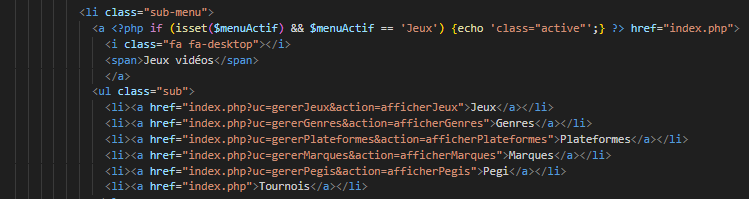 <li class="sub-menu">
<a <?php if (isset($menuActif) && $menuActif == 'Jeux') {echo 'class="active"';} ?> href="index.php">
<i class="fa fa-desktop"></i>
<span>Jeux vidéos</span>
</a>
<ul class="sub">
<li><a href="index.php?uc=gererJeux&action=afficherJeux">Jeux</a></li>
<li><a href="index.php?uc=gererGenres&action=afficherGenres">Genres</a></li>
<li><a href="index.php?uc=gererPlateformes&action=afficherPlateformes">Plateformes</a></li>
<li><a href="index.php?uc=gererMarques&action=afficherMarques">Marques</a></li>
<li><a href="index.php?uc=gererPegis&action=afficherPegis">Pegi</a></li>
<li><a href="index.php">Tournois</a></li>